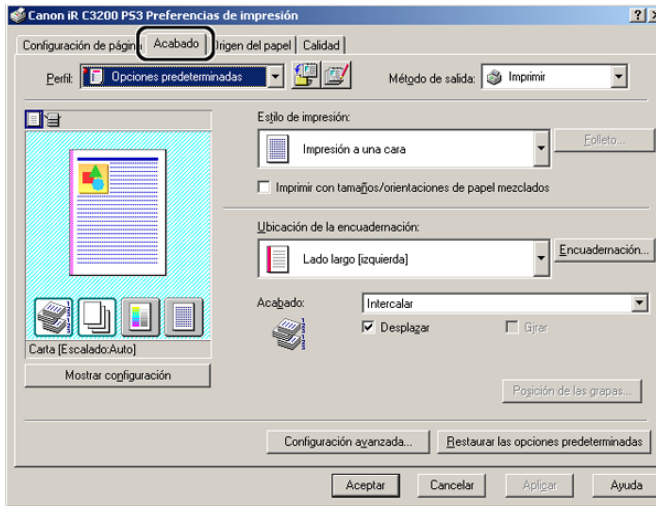 Canon iR C3200 PS3 Preferencias de impresión
Configuración de página Acabado Origen del papel Calidad
Perfil: Opciones predeterminadas Método de salida: Imprimir
Estilo de impresión:
Impresión a una cara Folleto...
Imprimir con tamaños/orientaciones de papel mezclados
Ubicación de la encuadernación:
Lado largo [izquierda] Encuadernación...
Acabado: Intercalar
Desplazar Girar
Carta [Escalado:Auto]
Mostrar configuración
Posición de las grapas...
Configuración avanzada... Restaurar las opciones predeterminadas
Aceptar Cancelar Aplicar Ayuda